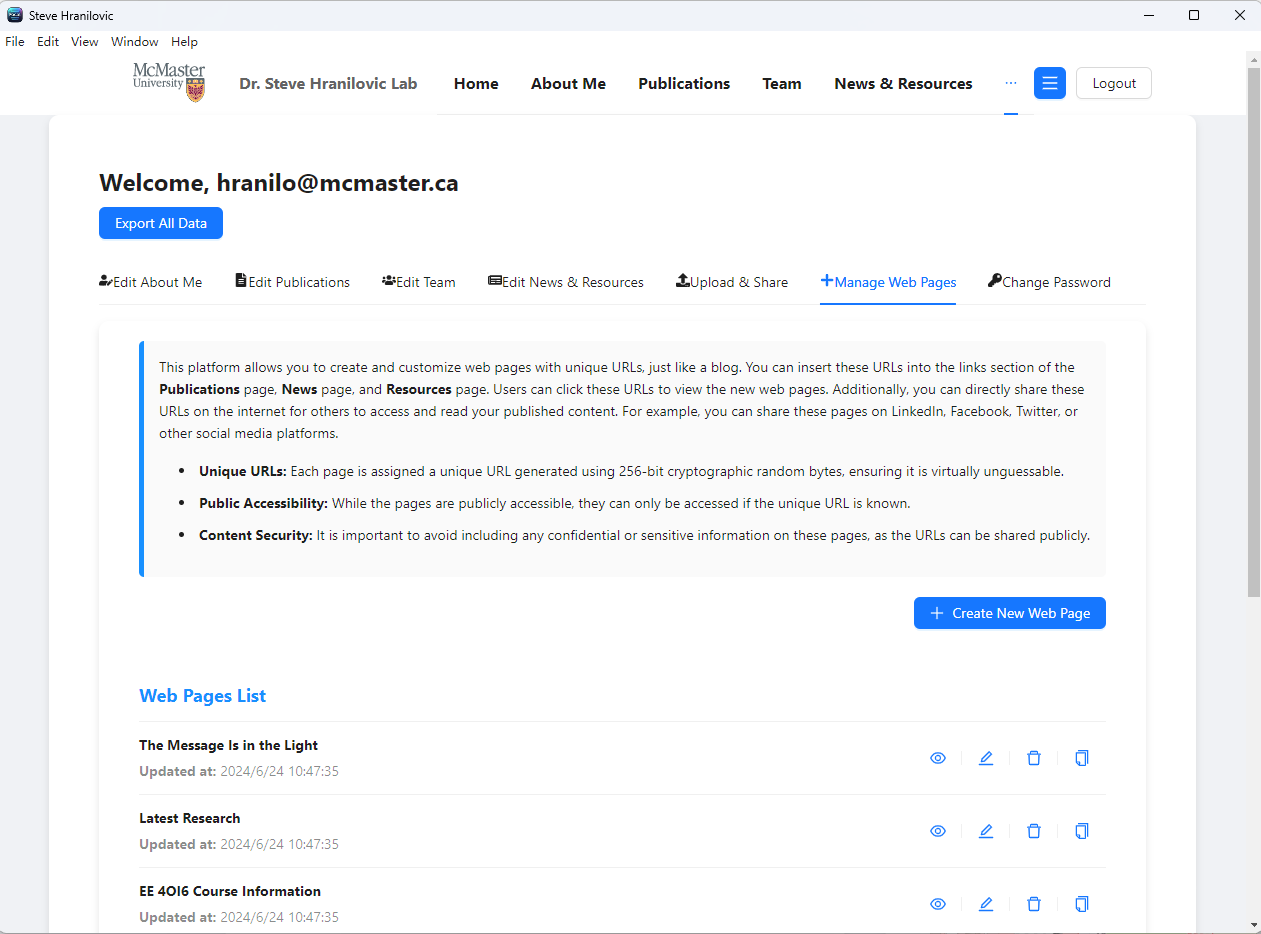 Steve Hranilovic
File Edit View Window Help
McMaster
University
Dr. Steve Hranilovic Lab Home About Me Publications Team News & Resources ··· Logout
Welcome, hranilo@mcmaster.ca
Export All Data
Edit About Me Edit Publications Edit Team Edit News & Resources Upload & Share Manage Web Pages Change Password
This platform allows you to create and customize web pages with unique URLs, just like a blog. You can insert these URLs into the links section of the
Publications page, News page, and Resources page. Users can click these URLs to view the new web pages. Additionally, you can directly share these
URLs on the internet for others to access and read your published content. For example, you can share these pages on LinkedIn, Facebook, Twitter, or
other social media platforms.
• Unique URLs: Each page is assigned a unique URL generated using 256-bit cryptographic random bytes, ensuring it is virtually unguessable.
• Public Accessibility: While the pages are publicly accessible, they can only be accessed if the unique URL is known.
• Content Security: It is important to avoid including any confidential or sensitive information on these pages, as the URLs can be shared publicly.
Create New Web Page
Web Pages List
The Message Is in the Light
Updated at: 2024/6/24 10:47:35
Latest Research
Updated at: 2024/6/24 10:47:35
EE 4OI6 Course Information
Updated at: 2024/6/24 10:47:35